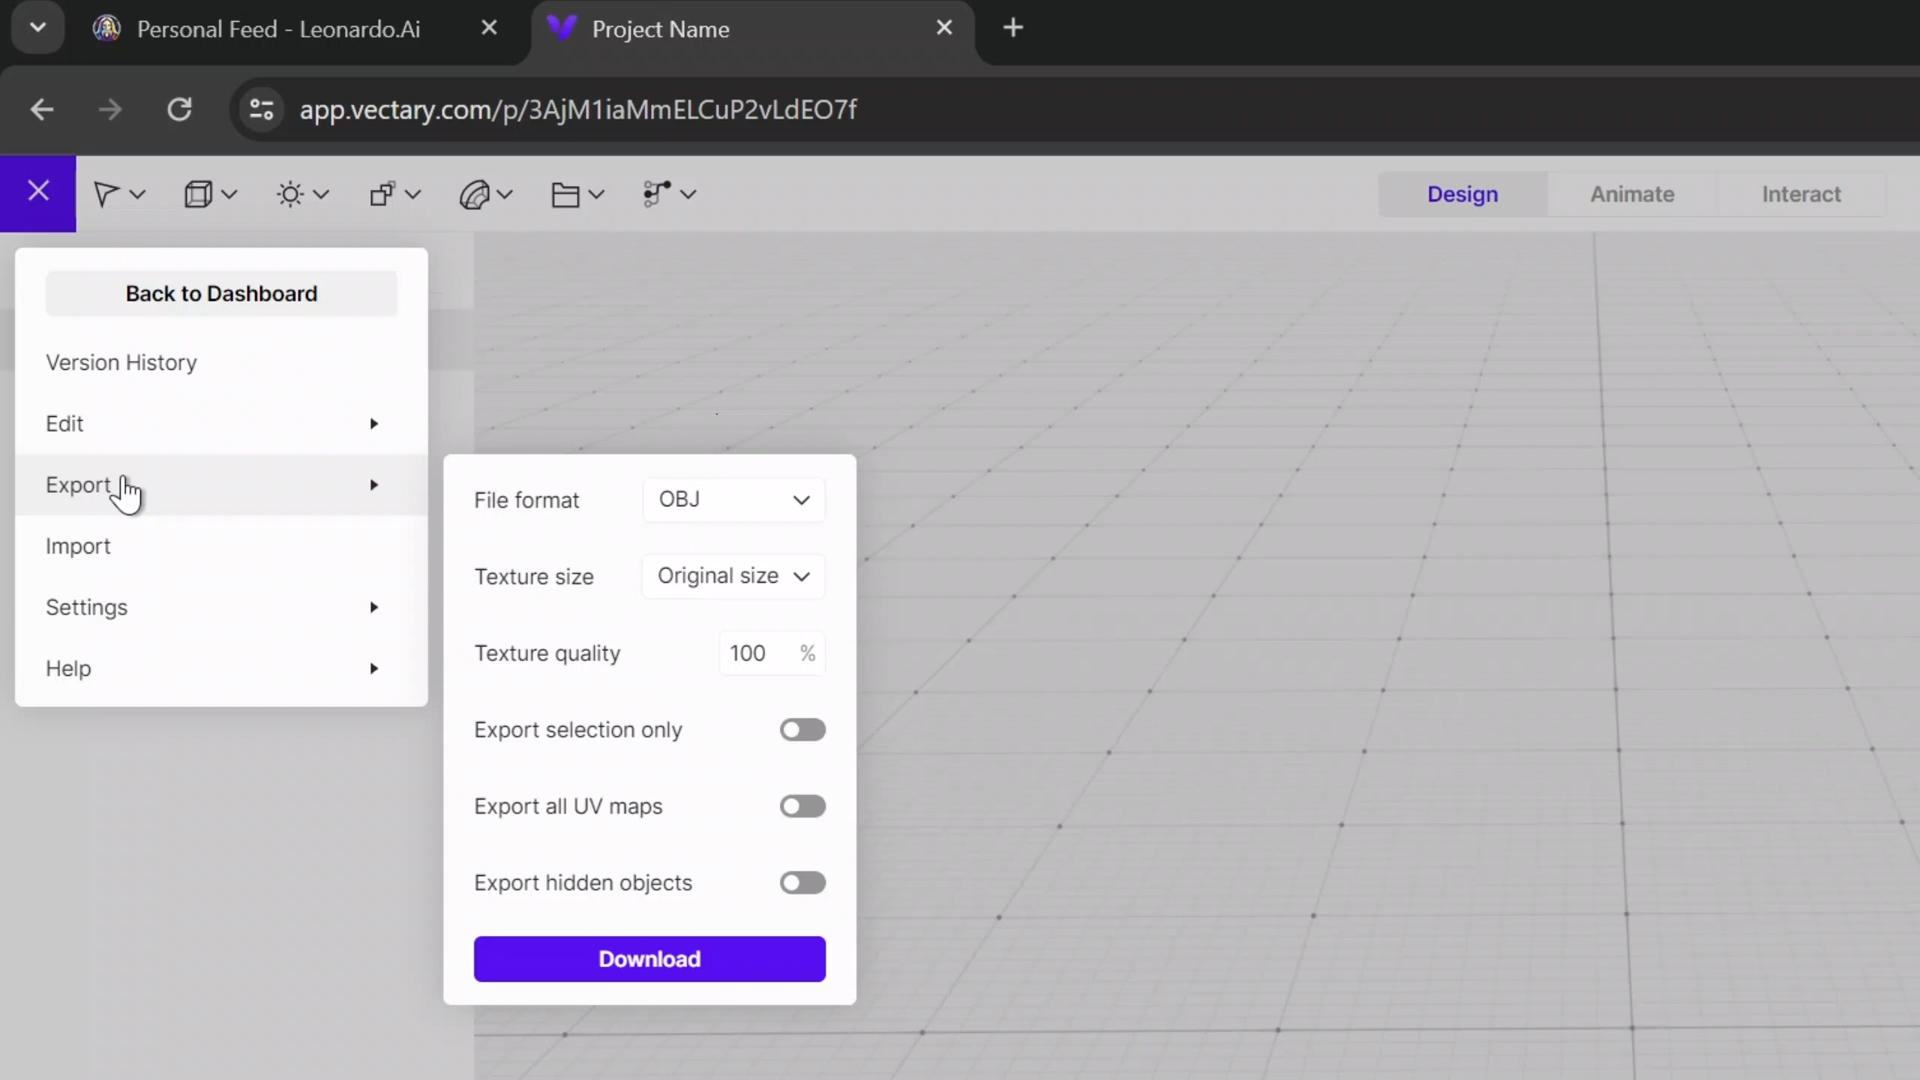 Personal Feed - Leonardo.Ai
Project Name
app.vectary.com/p/3AjM1iaMmELCuP2vLdEO7f
Design
Animate
Interact
Back to Dashboard
Version History
Edit
Export
Import
Settings
Help
File format
OBJ
Texture size
Original size
Texture quality
100 %
Export selection only
Export all UV maps
Export hidden objects
Download